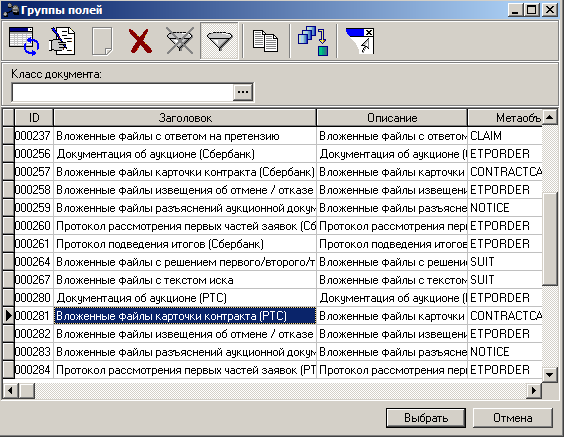 Группы полей
Класс документа:
ID Заголовок Описание Метаобъ
000237 Вложенные файлы с ответом на претензию Вложенные файлы с ответом CLAIM
000256 Документация об аукционе (Сбербанк) Документация об аукционе ( ETPORDER
000257 Вложенные файлы карточки контракта (Сбербанк) Вложенные файлы карточки CONTRACTCA
000258 Вложенные файлы извещения об отмене / отказе Вложенные файлы извещени ETPORDER
000259 Вложенные файлы разъяснений аукционной докум Вложенные файлы разъясне NOTICE
000260 Протокол рассмотрения первых частей заявок (Сб Протокол рассмотрения перв ETPORDER
000261 Протокол подведения итогов (Сбербанк) Протокол подведения итогов ETPORDER
000264 Вложенные файлы с решением первого/второго/т Вложенные файлы с решени SUIT
000267 Вложенные файлы с текстом иска Вложенные файлы с текстом SUIT
000280 Документация об аукционе (РТС) Документация об аукционе ( ETPORDER
000281 Вложенные файлы карточки контракта (РТС) Вложенные файлы карточки CONTRACTCA
000282 Вложенные файлы извещения об отмене / отказе Вложенные файлы извещени ETPORDER
000283 Вложенные файлы разъяснений аукционной докум Вложенные файлы разъясне NOTICE
000284 Протокол рассмотрения первых частей заявок (РТ Протокол рассмотрения перв ETPORDER
Выбрать Отмена